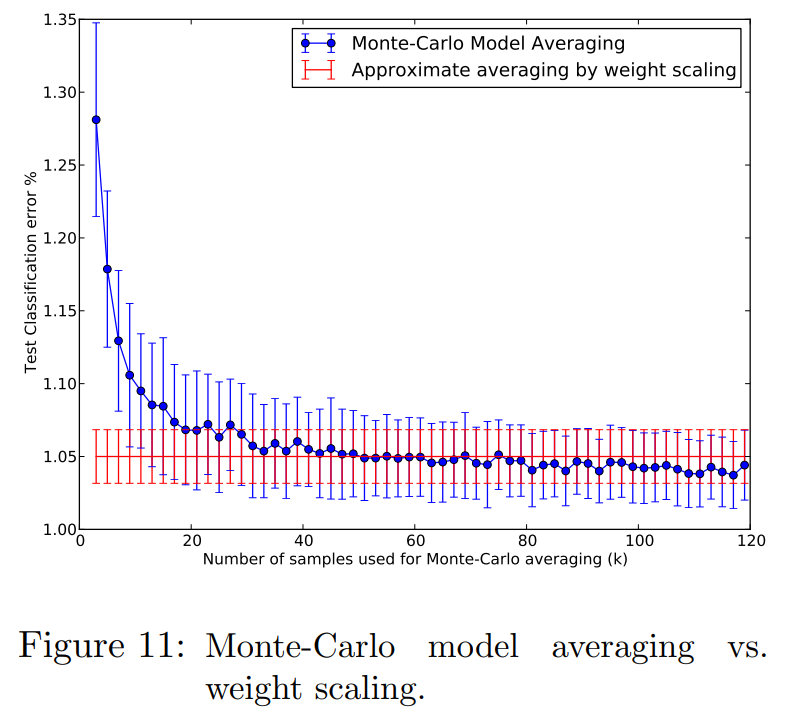 1.35
1.30
1.25
1.20
1.15
1.10
1.05
1.00
Test Classification error %
Monte-Carlo Model Averaging
Approximate averaging by weight scaling
0 20 40 60 80 100 120
Number of samples used for Monte-Carlo averaging (k)
Figure 11: Monte-Carlo model averaging vs.
weight scaling.